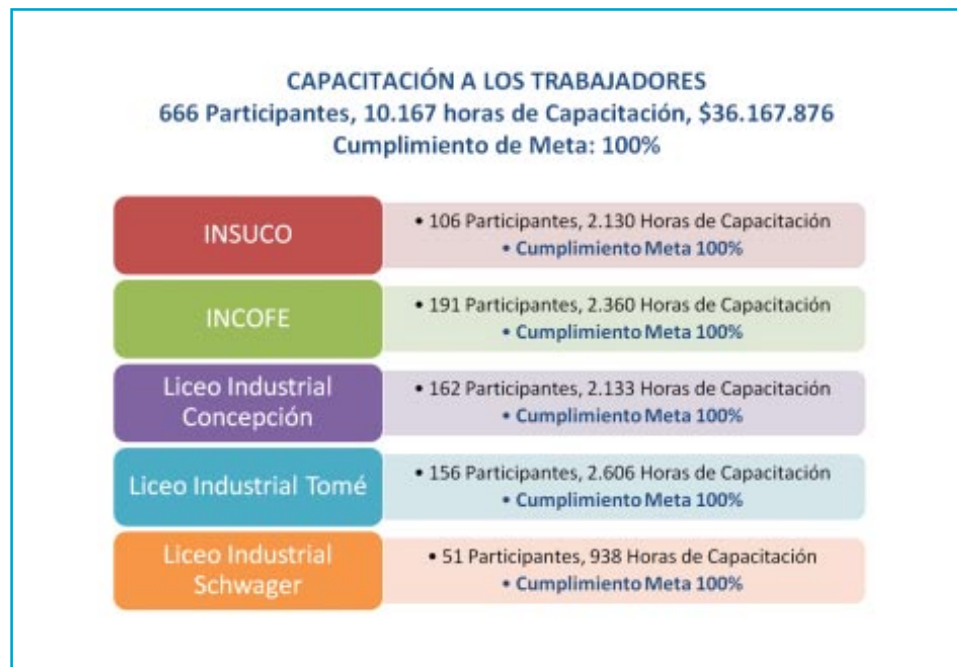 CAPACITACIÓN A LOS TRABAJADORES
666 Participantes, 10.167 horas de Capacitación, $36.167.876
Cumplimiento de Meta: 100%
INSUCO
• 106 Participantes, 2.130 Horas de Capacitación
• Cumplimiento Meta 100%
INCOFE
• 191 Participantes, 2.360 Horas de Capacitación
• Cumplimiento Meta 100%
Liceo Industrial
Concepción
• 162 Participantes, 2.133 Horas de Capacitación
• Cumplimiento Meta 100%
Liceo Industrial Tomé
• 156 Participantes, 2.606 Horas de Capacitación
• Cumplimiento Meta 100%
Liceo Industrial
Schwager
• 51 Participantes, 938 Horas de Capacitación
• Cumplimiento Meta 100%